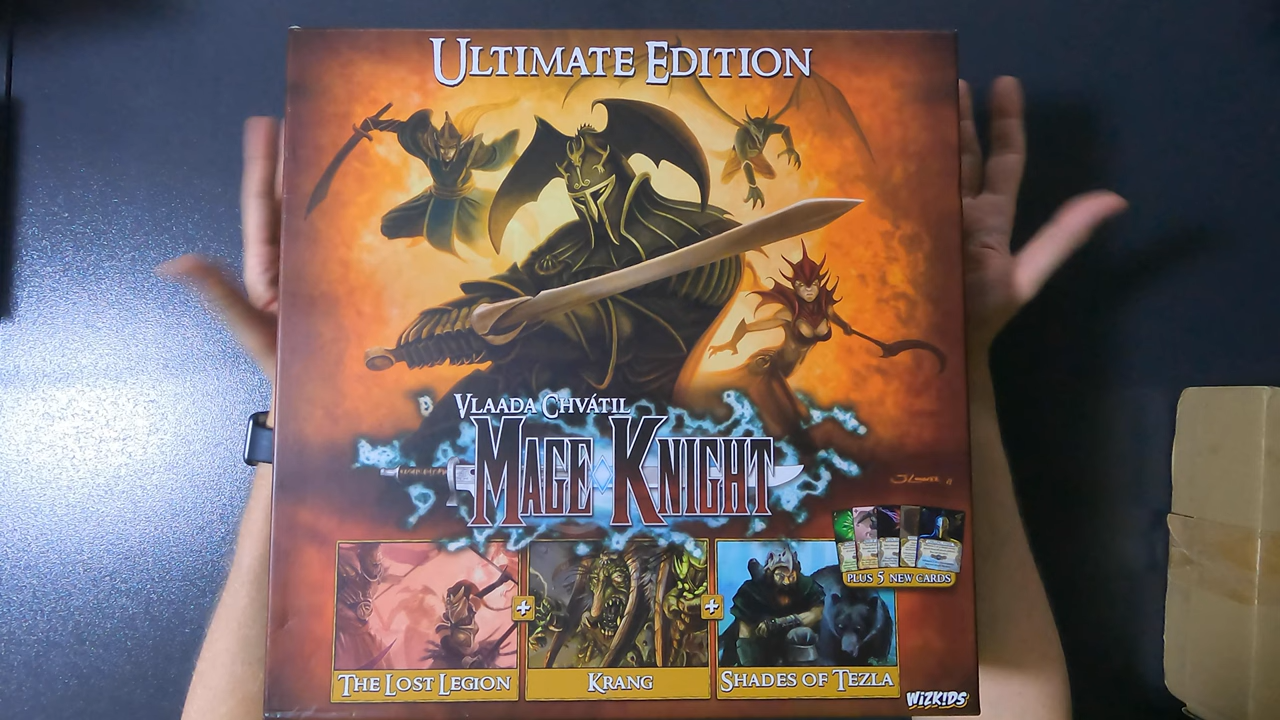 ULTIMATE EDITION
VLAADA CHVÁTIL
MAGE KNIGHT
PLUS 5 NEW CARDS
+
+
THE LOST LEGION
KRANG
SHADES OF TEZLA
WIZKIDS